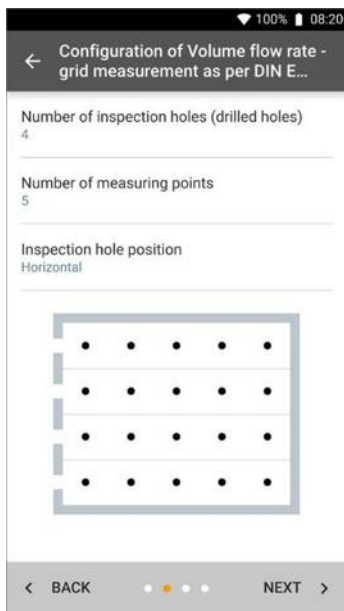 100% 08:20
Configuration of Volume flow rate -
grid measurement as per DIN E...
Number of inspection holes (drilled holes)
4
Number of measuring points
5
Inspection hole position
Horizontal
BACK NEXT